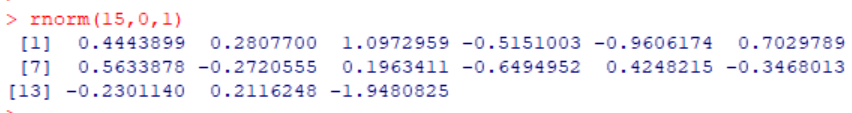 > rnorm(15,0,1)
[1] 0.4443899 0.2807700 1.0972959 -0.5151003 -0.9606174 0.7029789
[7] 0.5633878 -0.2720555 0.1963411 -0.6494952 0.4248215 -0.3468013
[13] -0.2301140 0.2116248 -1.9480825